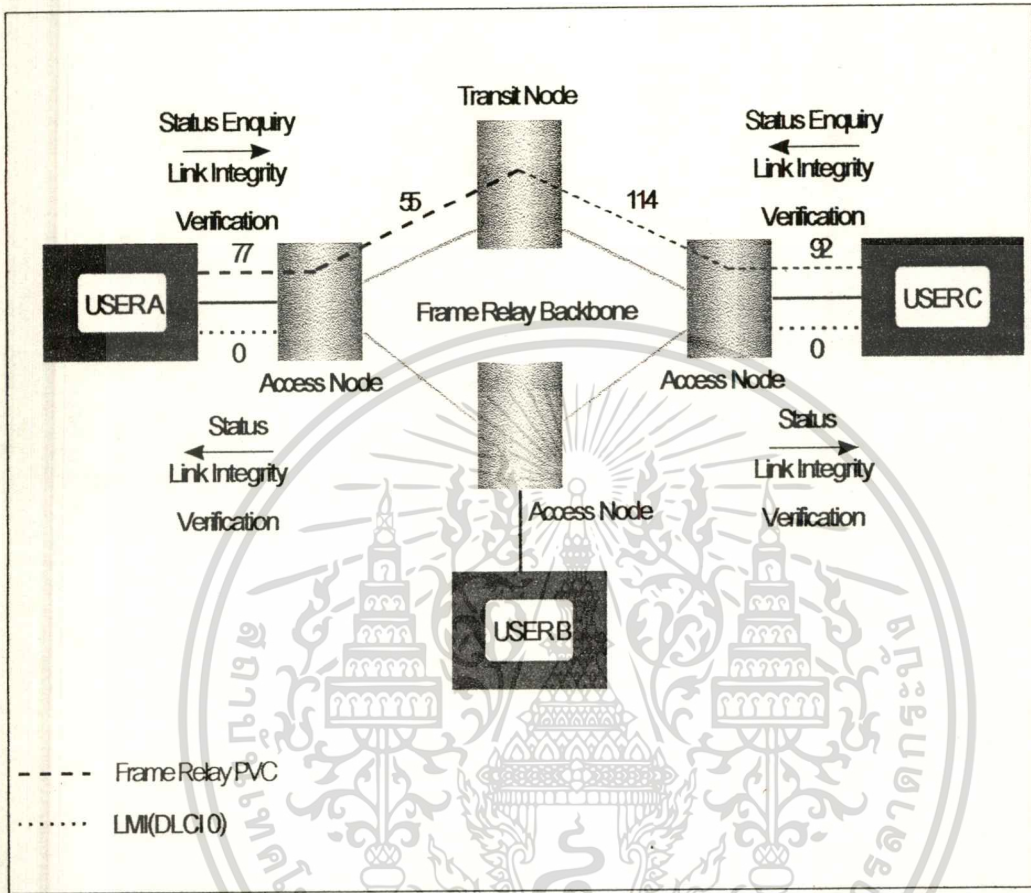 Transit Node
Status Enquiry
Link Integrity
Verification
Status Enquiry
Link Integrity
Verification
55
114
77
92
USER A
USER C
Frame Relay Backbone
0
0
Access Node
Access Node
Status
Link Integrity
Verification
Status
Link Integrity
Verification
Access Node
USER B
Frame Relay PVC
LMI(DLCI 0)